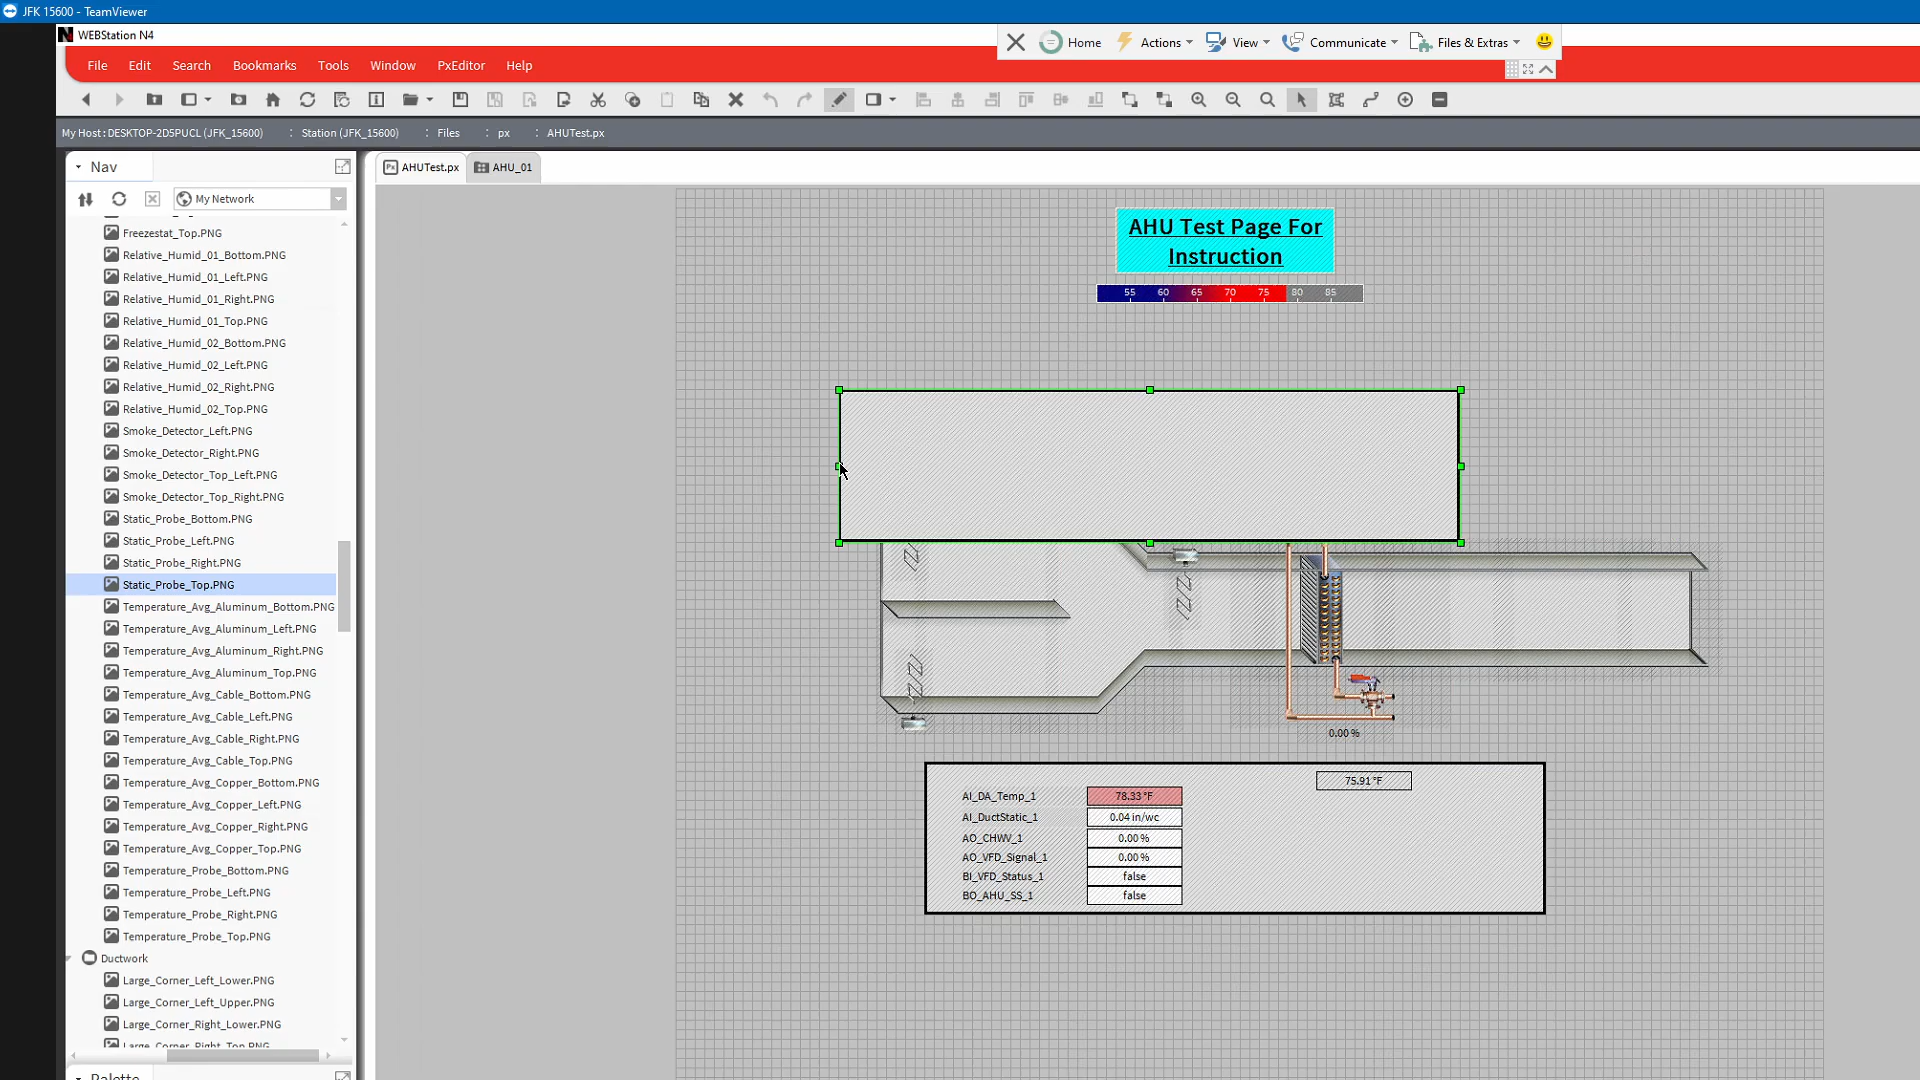 JFK 15600 - TeamViewer
WEBStation N4
Home Actions View Communicate Files & Extras
File Edit Search Bookmarks Tools Window PxEditor Help
My Host : DESKTOP-2D5PUCL (JFK_15600) : Station (JFK_15600) : Files : px : AHUTest.px
Nav
My Network
Freezestat_Top.PNG
Relative_Humid_01_Bottom.PNG
Relative_Humid_01_Left.PNG
Relative_Humid_01_Right.PNG
Relative_Humid_01_Top.PNG
Relative_Humid_02_Bottom.PNG
Relative_Humid_02_Left.PNG
Relative_Humid_02_Right.PNG
Relative_Humid_02_Top.PNG
Smoke_Detector_Left.PNG
Smoke_Detector_Right.PNG
Smoke_Detector_Top_Left.PNG
Smoke_Detector_Top_Right.PNG
Static_Probe_Bottom.PNG
Static_Probe_Left.PNG
Static_Probe_Right.PNG
Static_Probe_Top.PNG
Temperature_Avg_Aluminum_Bottom.PNG
Temperature_Avg_Aluminum_Left.PNG
Temperature_Avg_Aluminum_Right.PNG
Temperature_Avg_Aluminum_Top.PNG
Temperature_Avg_Cable_Bottom.PNG
Temperature_Avg_Cable_Left.PNG
Temperature_Avg_Cable_Right.PNG
Temperature_Avg_Cable_Top.PNG
Temperature_Avg_Copper_Bottom.PNG
Temperature_Avg_Copper_Left.PNG
Temperature_Avg_Copper_Right.PNG
Temperature_Avg_Copper_Top.PNG
Temperature_Probe_Bottom.PNG
Temperature_Probe_Left.PNG
Temperature_Probe_Right.PNG
Temperature_Probe_Top.PNG
Ductwork
Large_Corner_Left_Lower.PNG
Large_Corner_Left_Upper.PNG
Large_Corner_Right_Lower.PNG
Large_Corner_Right_Top.PNG
Palette
AHUTest.px AHU_01
AHU Test Page For
Instruction
55 60 65 70 75 80 85
0.00 %
75.91 °F
AI_DA_Temp_1 78.33 °F
AI_DuctStatic_1 0.04 in/wc
AO_CHWV_1 0.00 %
AO_VFD_Signal_1 0.00 %
BI_VFD_Status_1 false
BO_AHU_SS_1 false